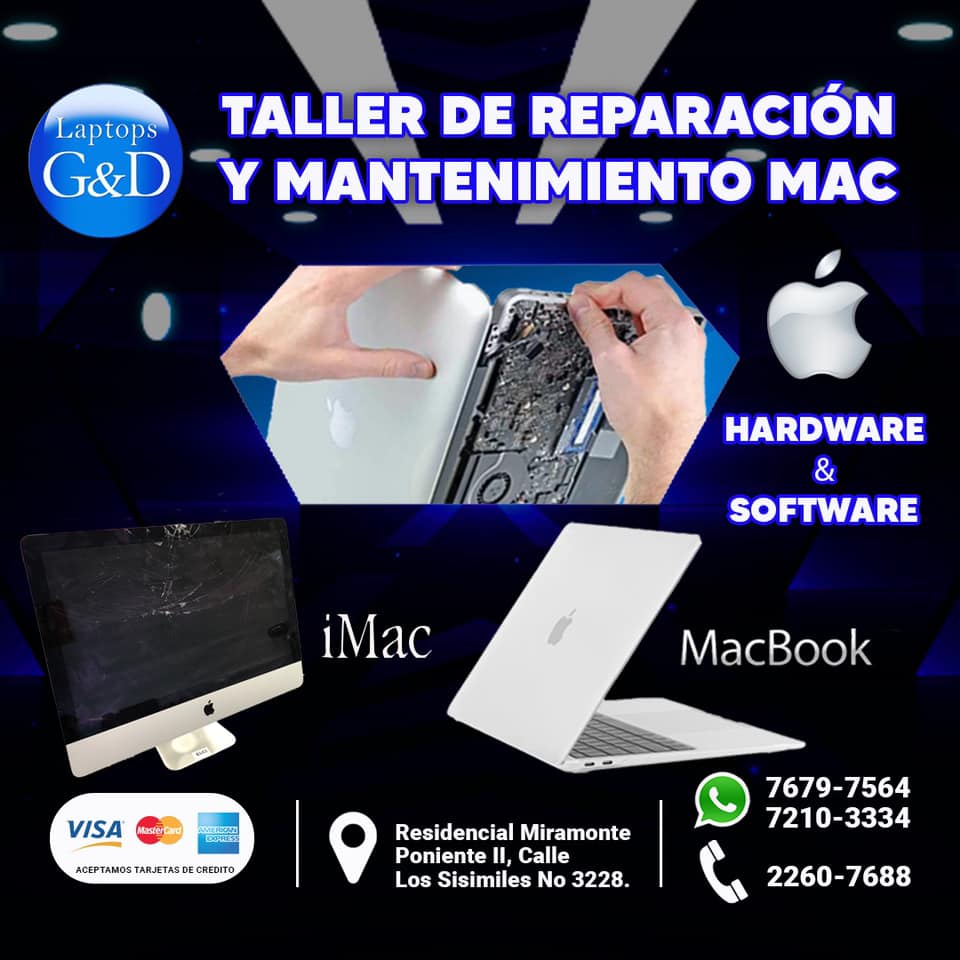 Laptops
G&D
TALLER DE REPARACIÓN
Y MANTENIMIENTO MAC
HARDWARE
&
SOFTWARE
iMac
MacBook
VISA
MasterCard
AMERICAN
EXPRESS
ACEPTAMOS TARJETAS DE CREDITO
Residencial Miramonte
Poniente II, Calle
Los Sisimiles No 3228.
7679-7564
7210-3334
2260-7688